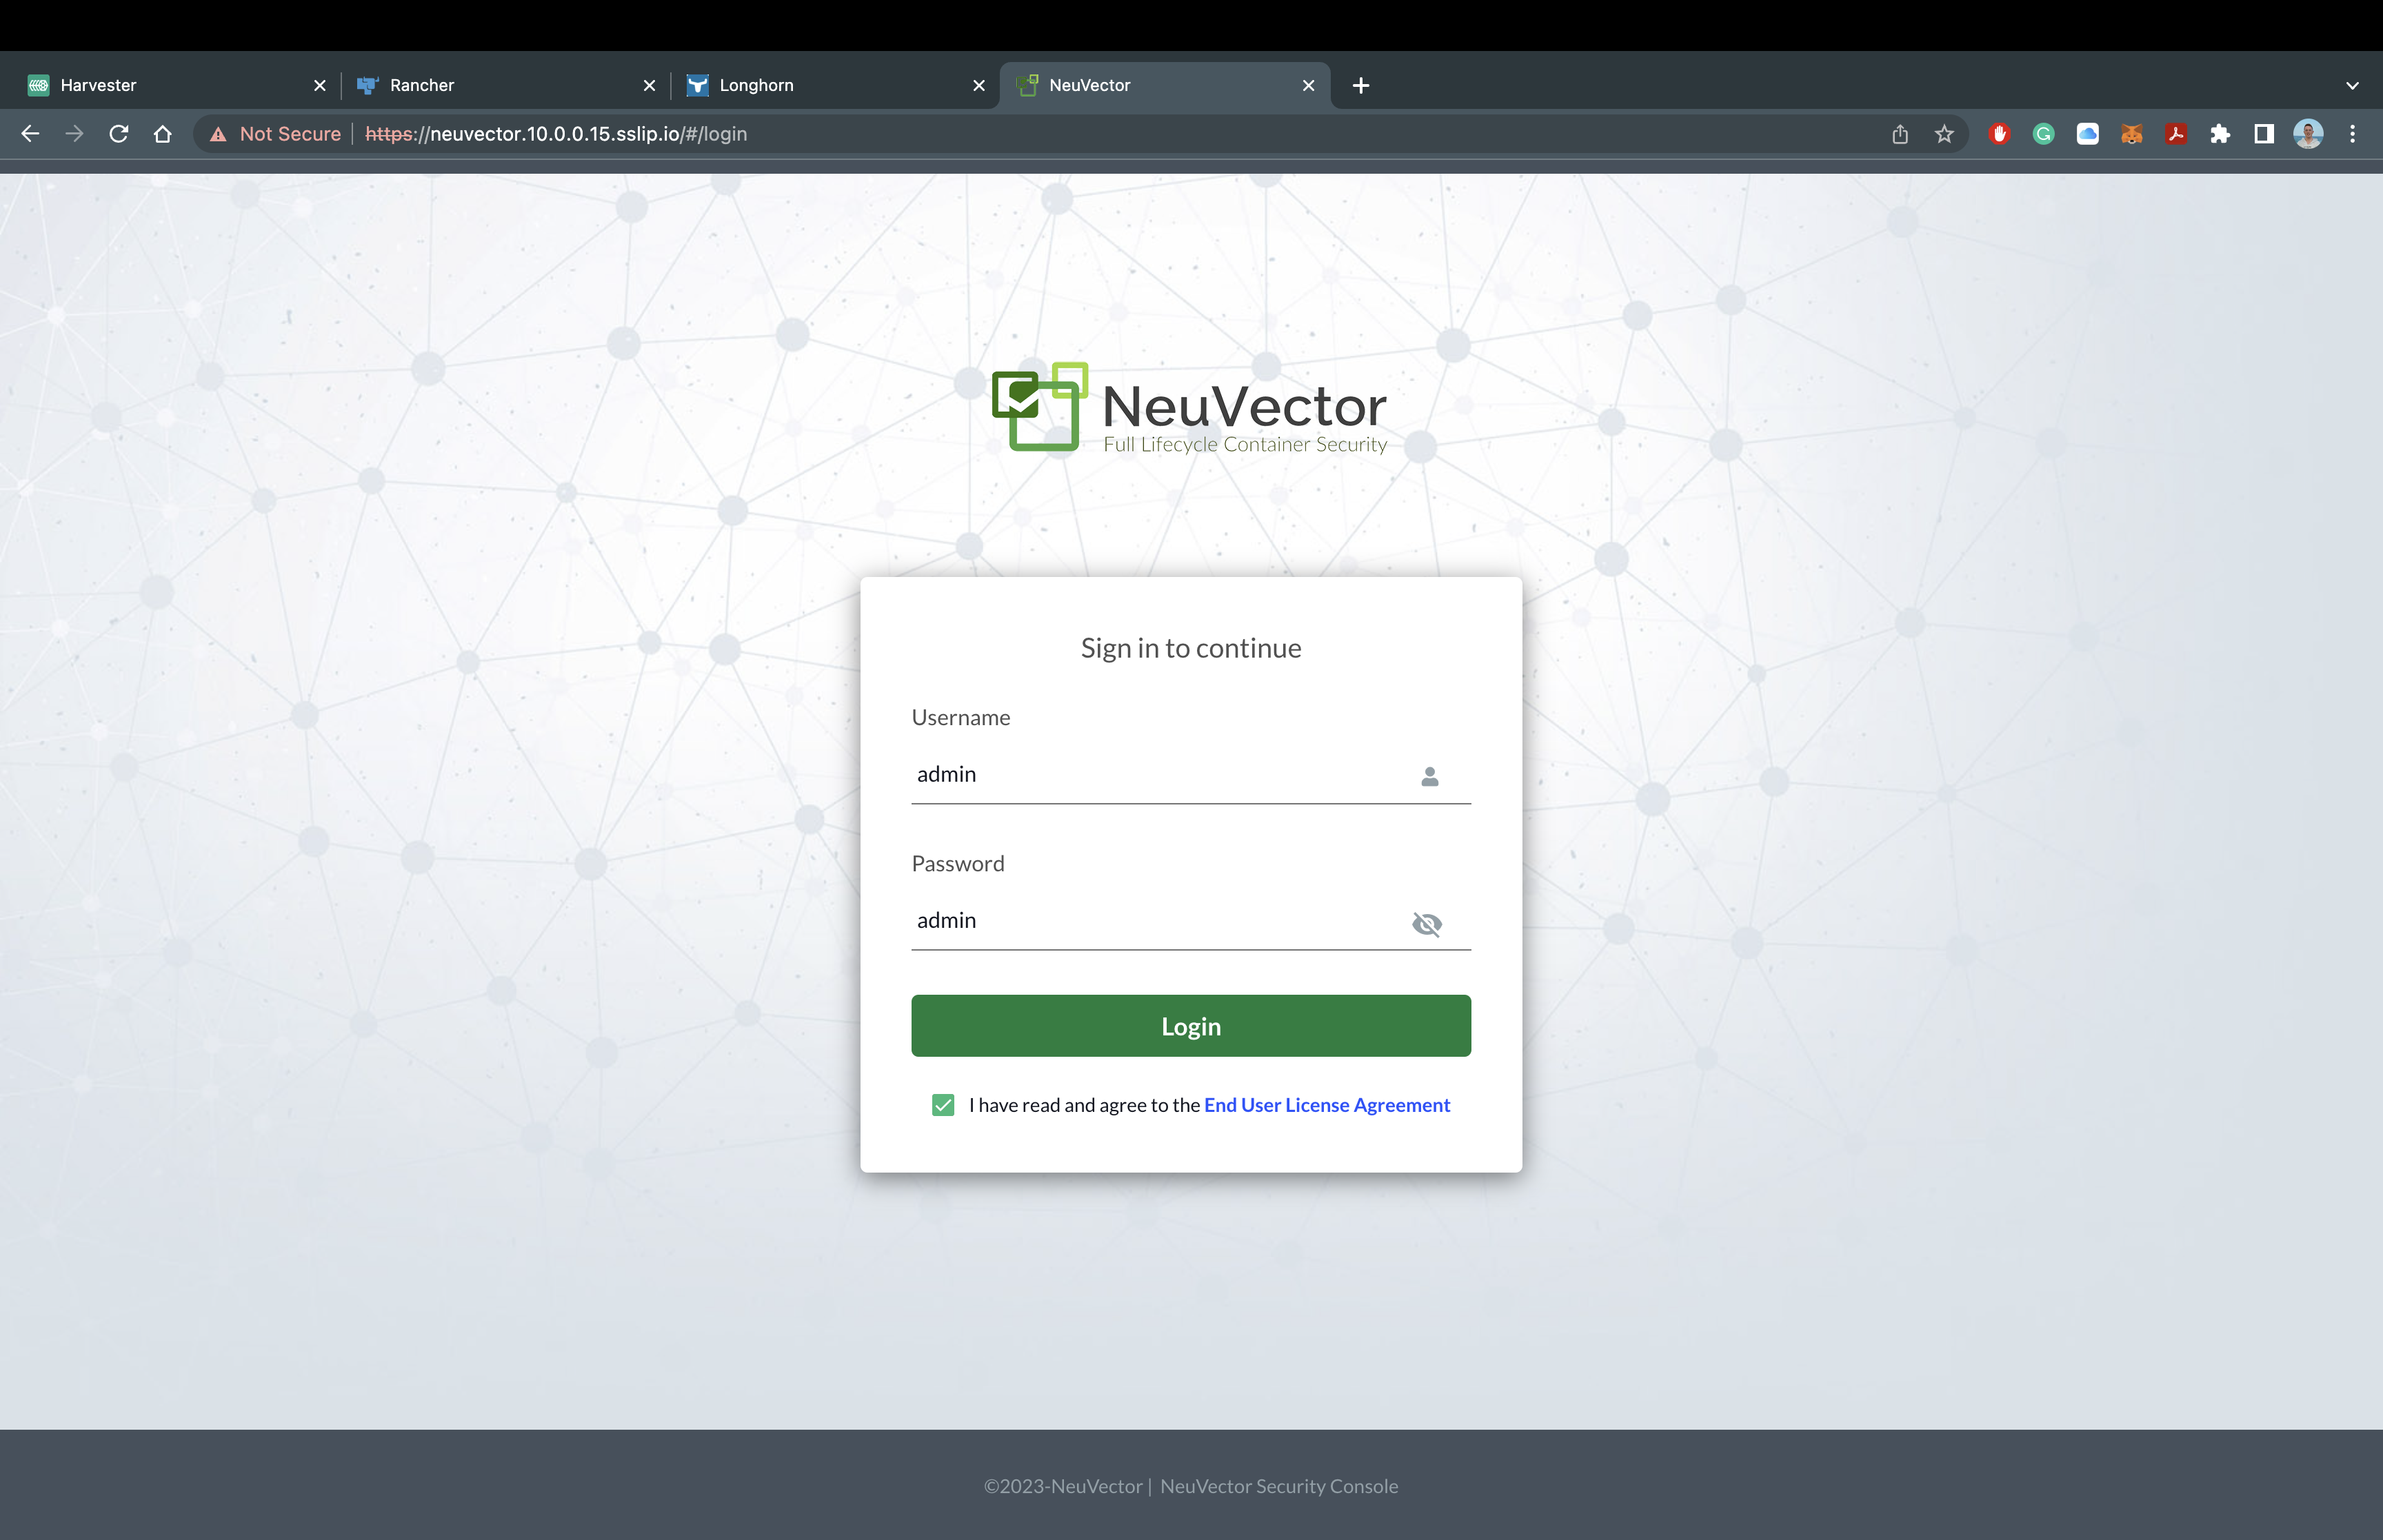 Harvester
Rancher
Longhorn
NeuVector
Not Secure
https://neuvector.10.0.0.15.sslip.io/#/login
NeuVector
Full Lifecycle Container Security
Sign in to continue
Username
admin
Password
admin
Login
I have read and agree to the End User License Agreement
©2023-NeuVector | NeuVector Security Console